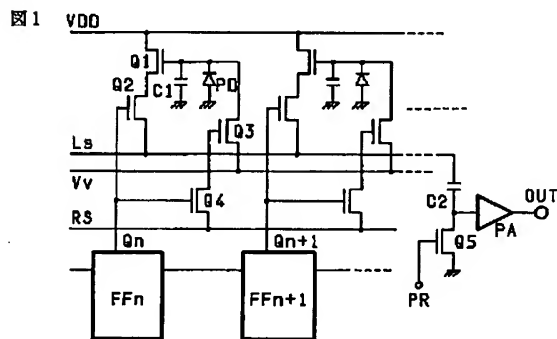 図1
VDD
Q1
Q2
C1
PD
Q3
Ls
Vv
Q4
RS
C2
OUT
PA
Q5
PR
Qn
Qn+1
FFn
FFn+1